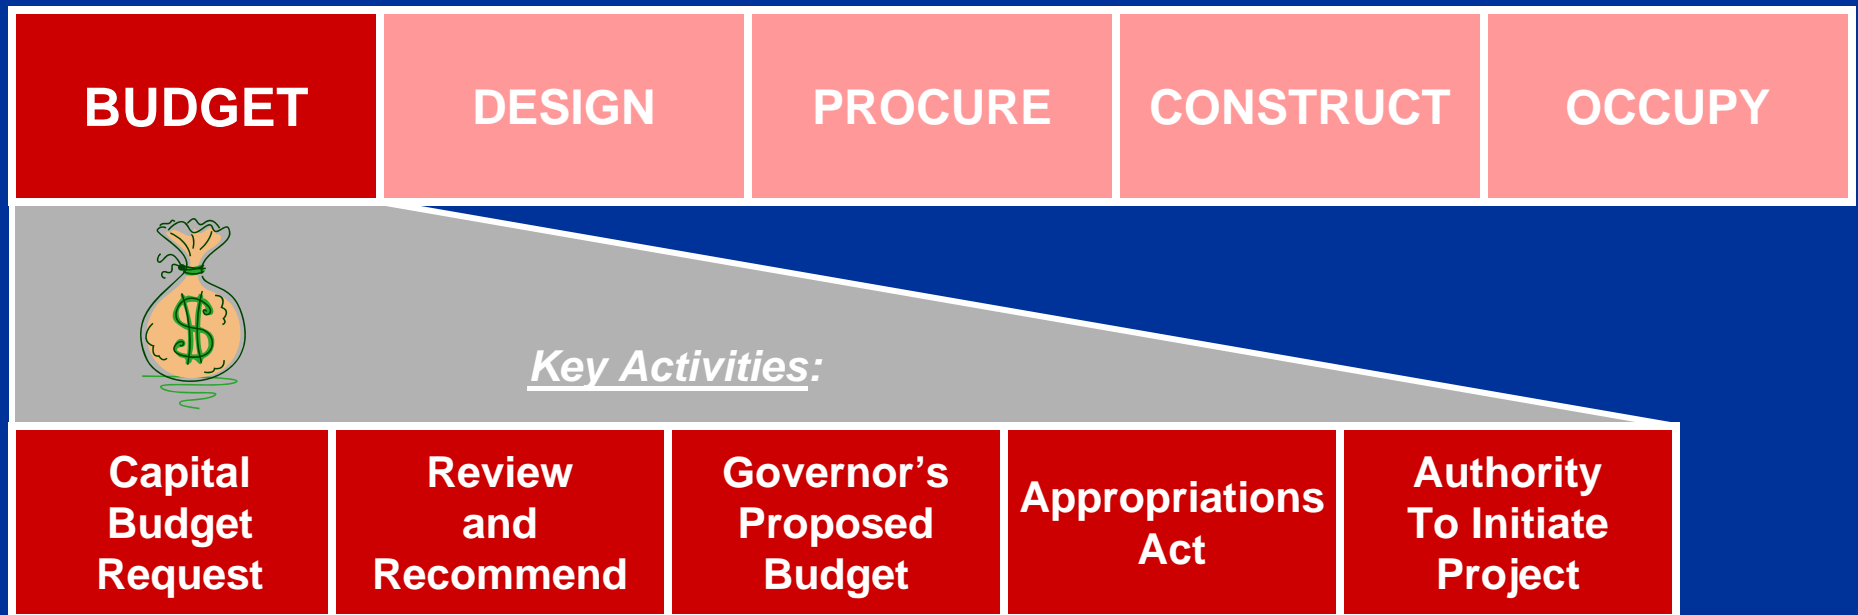 BUDGET
DESIGN
PROCURE
CONSTRUCT
OCCUPY
$
Key Activities:
Capital
Budget
Request
Review
and
Recommend
Governor’s
Proposed
Budget
Appropriations
Act
Authority
To Initiate
Project